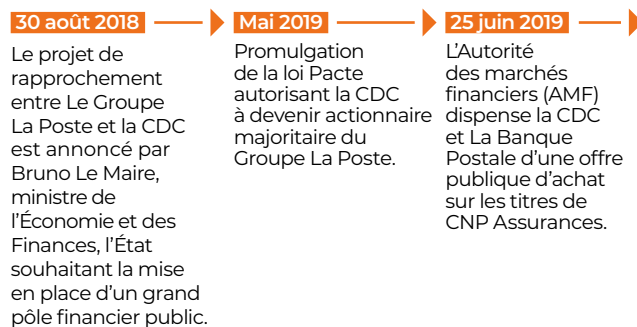 30 août 2018
Le projet de
rapprochement
entre Le Groupe
La Poste et la CDC
est annoncé par
Bruno Le Maire,
ministre de
l’Économie et des
Finances, l’État
souhaitant la mise
en place d’un grand
pôle financier public.
Mai 2019
Promulgation
de la loi Pacte
autorisant la CDC
à devenir actionnaire
majoritaire du
Groupe La Poste.
25 juin 2019
L’Autorité
des marchés
financiers (AMF)
dispense la CDC
et La Banque
Postale d’une offre
publique d’achat
sur les titres de
CNP Assurances.